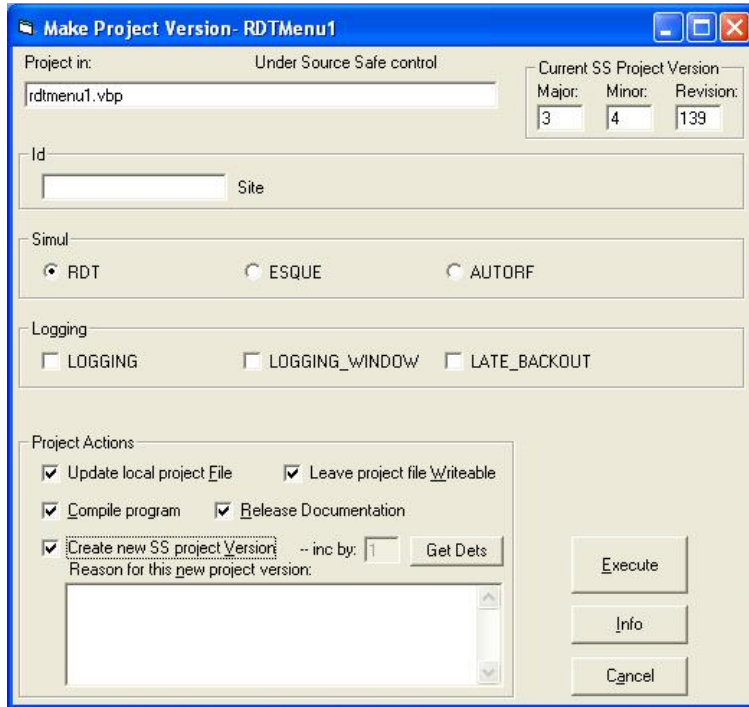 Make Project Version- RDTMenu1
Project in: Under Source Safe control
rdtmenu1.vbp
Current SS Project Version
Major: Minor: Revision:
3 4 139
Id
Site
Simul
RDT ESQUE AUTORF
Logging
LOGGING LOGGING_WINDOW LATE_BACKOUT
Project Actions
Update local project File Leave project file Writeable
Compile program Release Documentation
Create new SS project Version -- inc by: 1 Get Dets
Reason for this new project version:
Execute
Info
Cancel